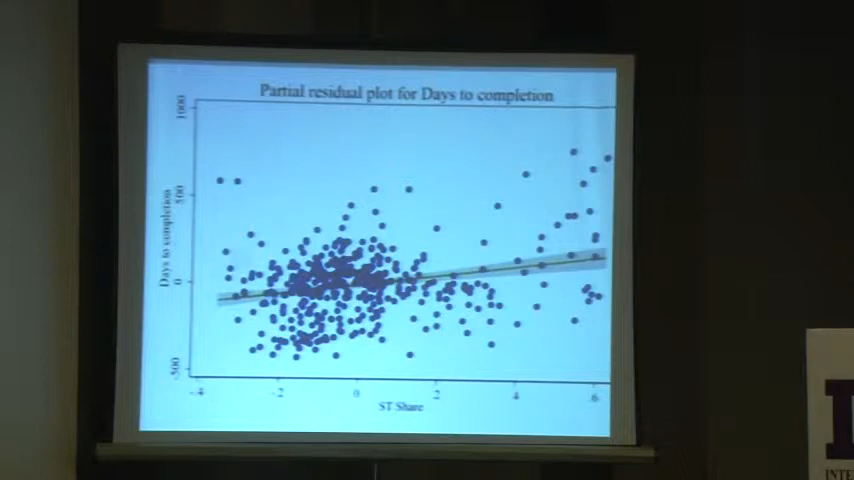 Partial residual plot for Days to completion
Days to completion
1000
500
0
-500
-.4
-.2
0
.2
.4
.6
ST Share
INTE